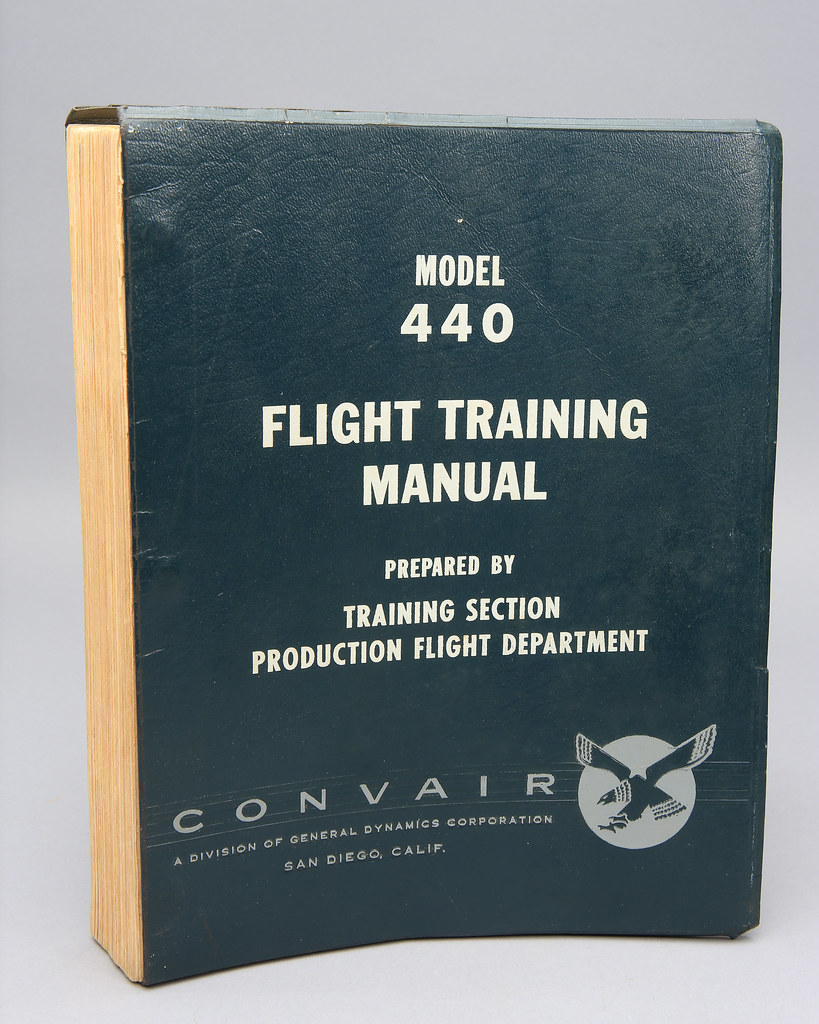 MODEL
440
FLIGHT TRAINING
MANUAL
PREPARED BY
TRAINING SECTION
PRODUCTION FLIGHT DEPARTMENT
CONVAIR
A DIVISION OF GENERAL DYNAMICS CORPORATION
SAN DIEGO, CALIF.